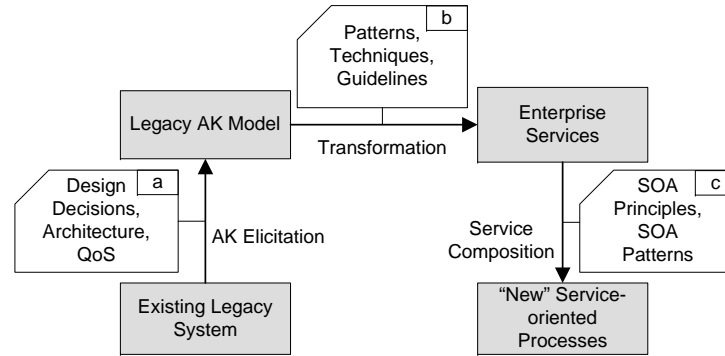 b
Patterns,
Techniques,
Guidelines
Legacy AK Model
Enterprise
Services
Transformation
a
Design
Decisions,
Architecture,
QoS
AK Elicitation
Service
Composition
c
SOA
Principles,
SOA
Patterns
Existing Legacy
System
“New” Service-
oriented
Processes